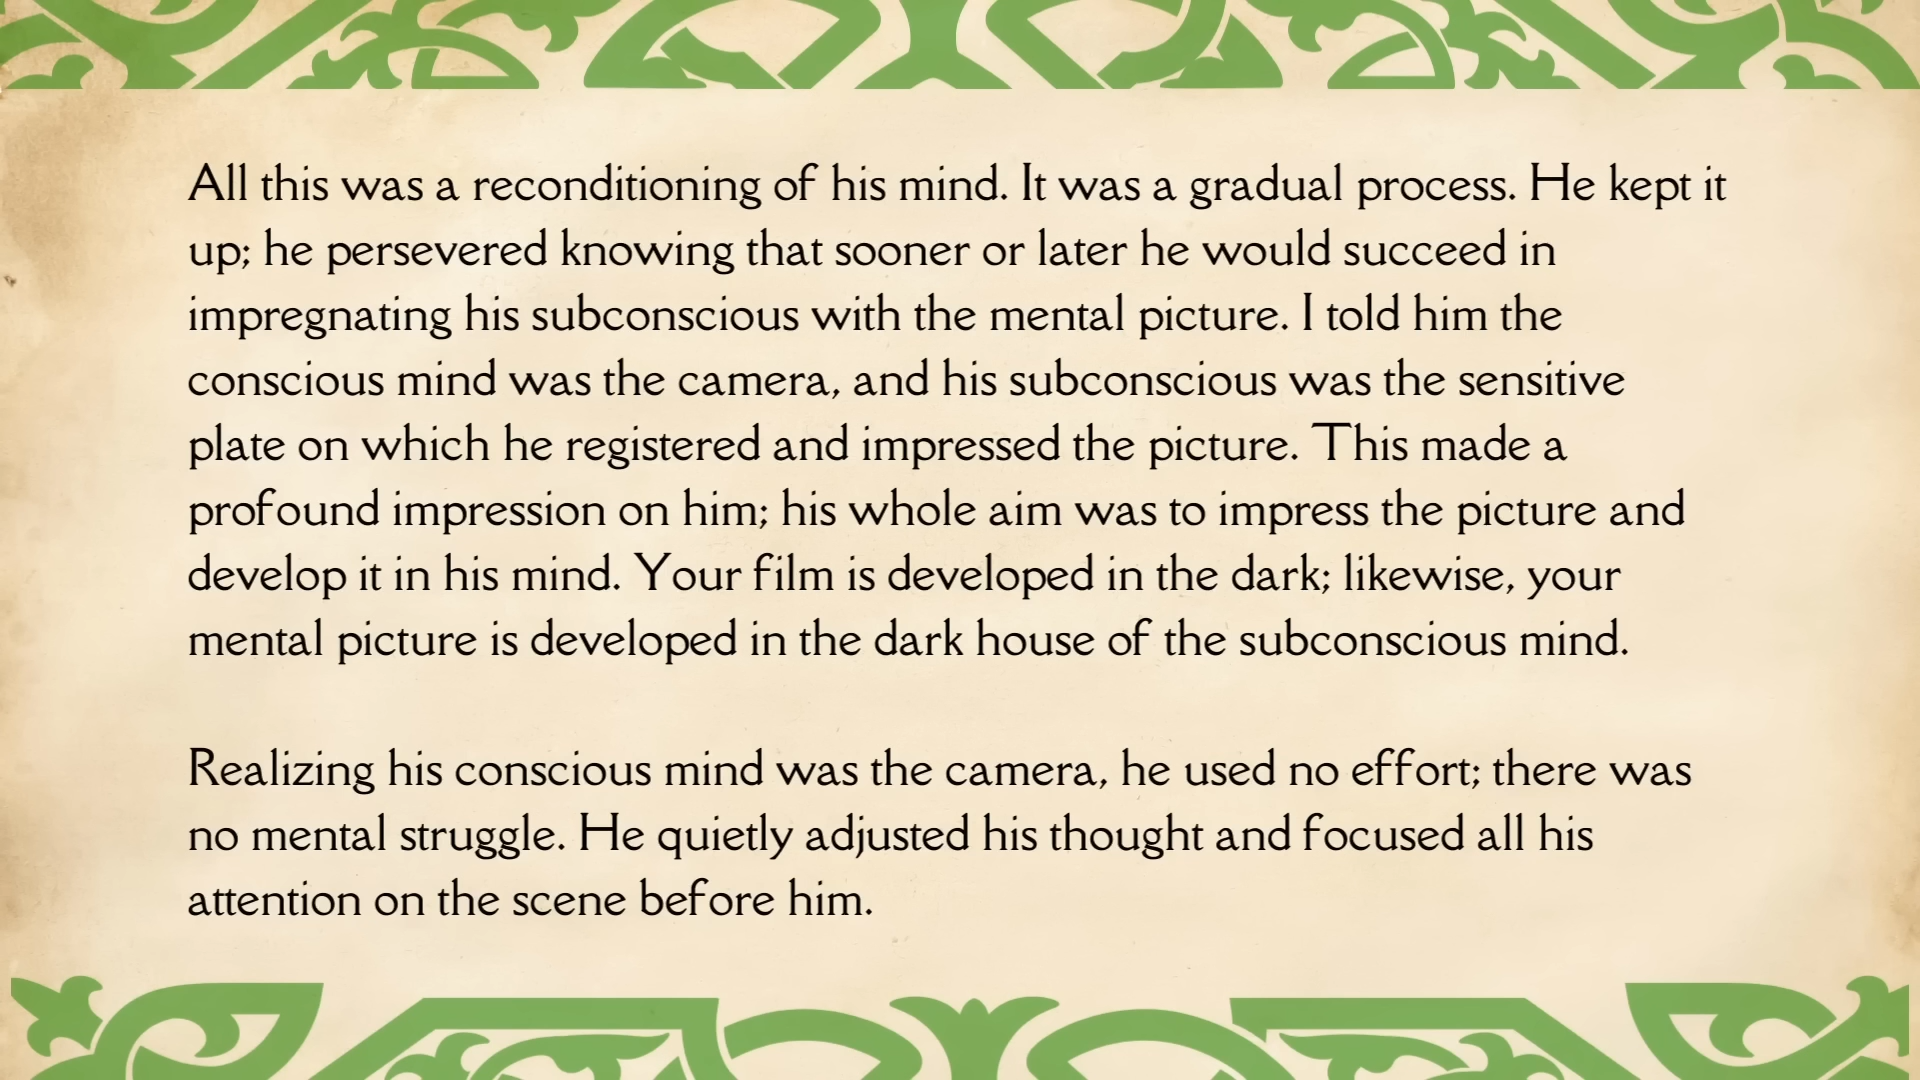 All this was a reconditioning of his mind. It was a gradual process. He kept it
up; he persevered knowing that sooner or later he would succeed in
impregnating his subconscious with the mental picture. I told him the
conscious mind was the camera, and his subconscious was the sensitive
plate on which he registered and impressed the picture. This made a
profound impression on him; his whole aim was to impress the picture and
develop it in his mind. Your film is developed in the dark; likewise, your
mental picture is developed in the dark house of the subconscious mind.
Realizing his conscious mind was the camera, he used no effort; there was
no mental struggle. He quietly adjusted his thought and focused all his
attention on the scene before him.